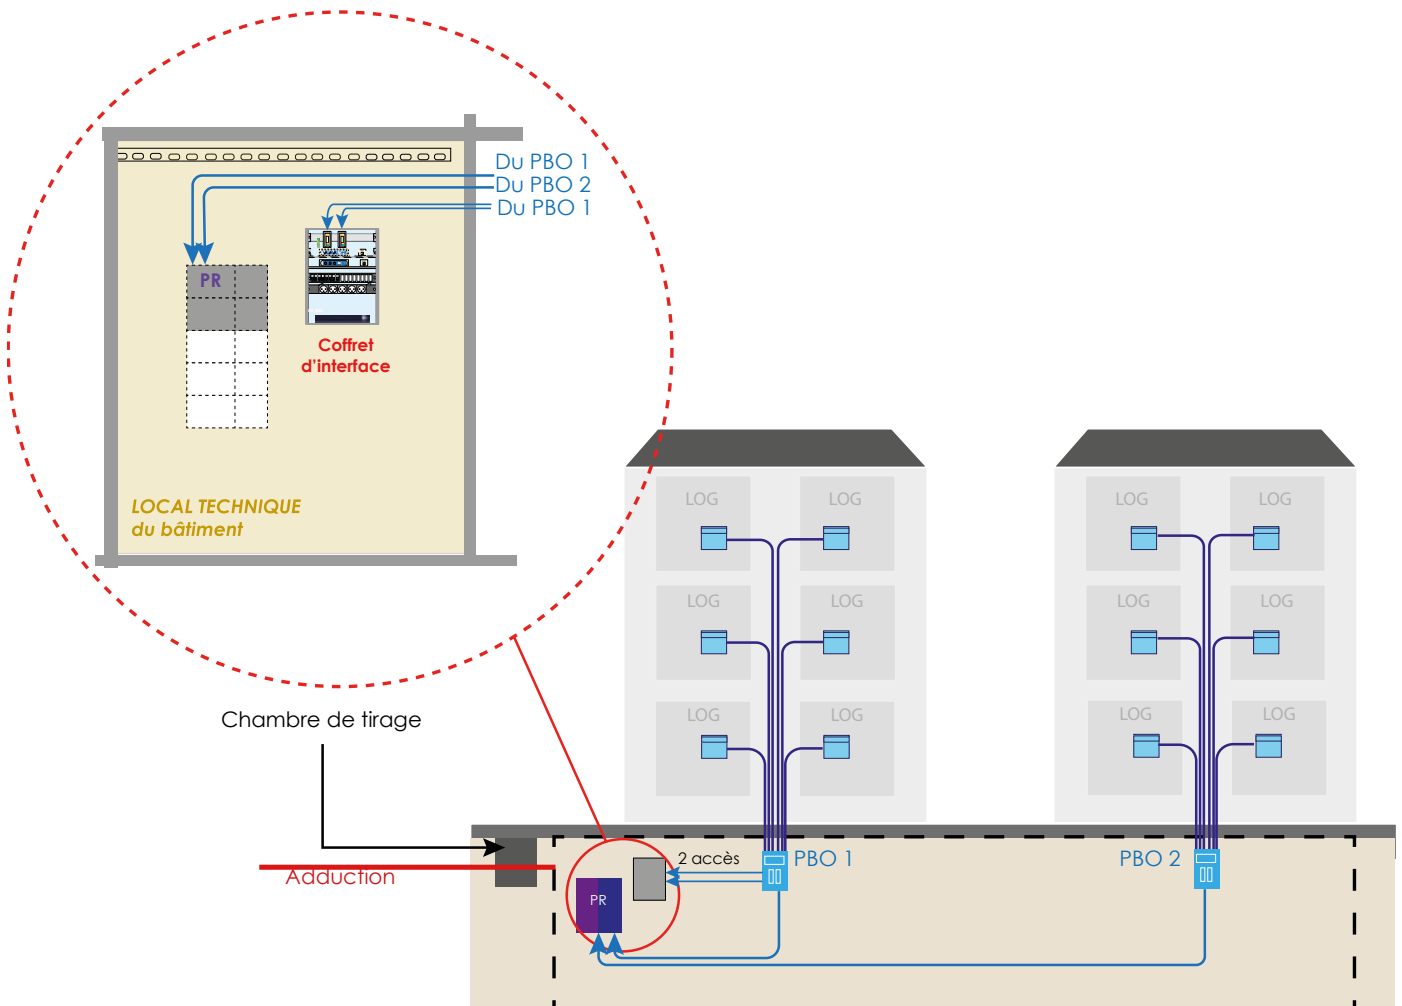 Du PBO 1
Du PBO 2
Du PBO 1
PR
Coffret
d'interface
LOCAL TECHNIQUE
du bâtiment
LOG
LOG
LOG
LOG
LOG
LOG
LOG
LOG
LOG
LOG
LOG
LOG
Chambre de tirage
2 accès
PBO 1
PBO 2
Adduction
PR